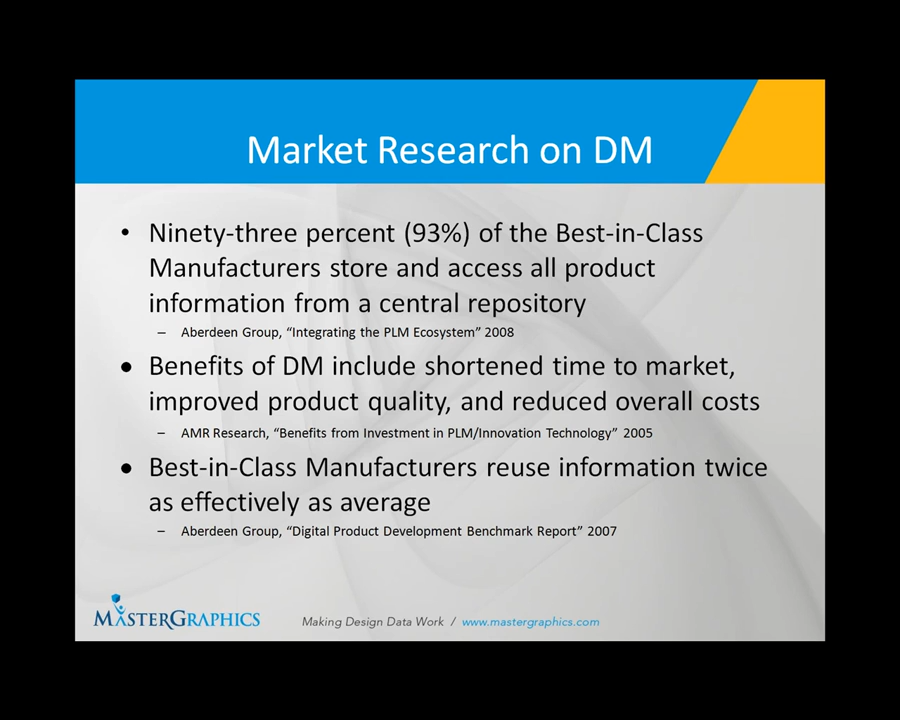 Market Research on DM
• Ninety-three percent (93%) of the Best-in-Class
Manufacturers store and access all product
information from a central repository
– Aberdeen Group, “Integrating the PLM Ecosystem” 2008
• Benefits of DM include shortened time to market,
improved product quality, and reduced overall costs
– AMR Research, “Benefits from Investment in PLM/Innovation Technology” 2005
• Best-in-Class Manufacturers reuse information twice
as effectively as average
– Aberdeen Group, “Digital Product Development Benchmark Report” 2007
MASTERGRAPHICS Making Design Data Work / www.mastergraphics.com